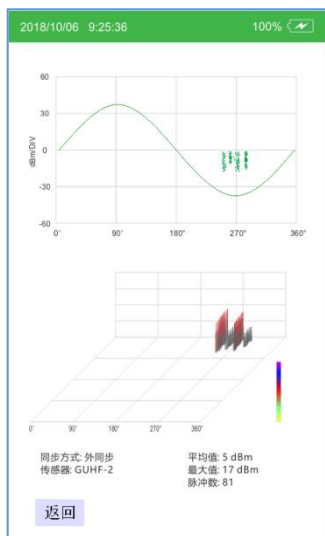 2018/10/06 9:25:36 100%
60
30
0
-30
-60
dBm/DIV
0° 90° 180° 270° 360°
0° 90° 180° 270° 360°
同步方式: 外同步
传感器: GUHF-2
平均值: 5 dBm
最大值: 17 dBm
脉冲数: 81
返回